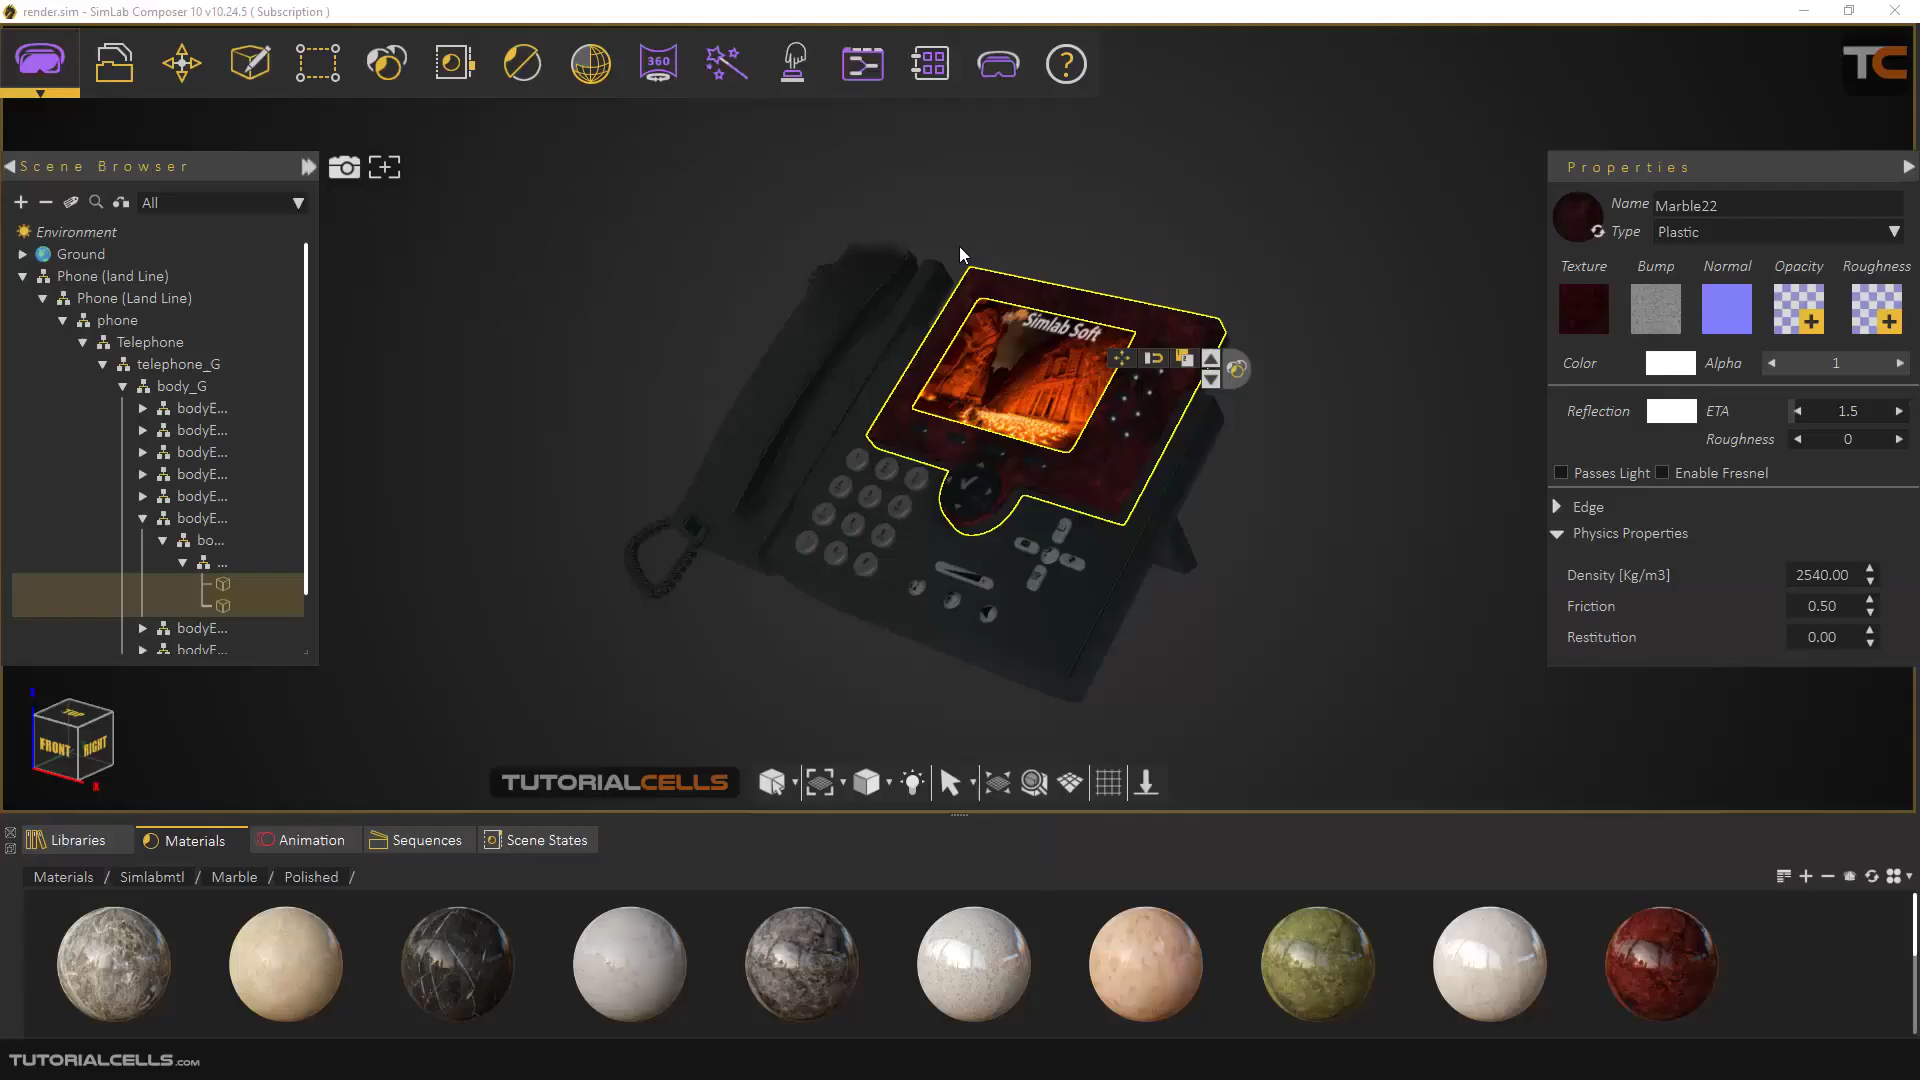 render.sim - SimLab Composer 10 v10.24.5 ( Subscription )
360
?
TC
Scene Browser
All
Environment
Ground
Phone (land Line)
Phone (Land Line)
phone
Telephone
telephone_G
body_G
bodyE...
bodyE...
bodyE...
bodyE...
bodyE...
bodyE...
bo...
...
bodyE...
bodyE...
Simlab Soft
Properties
Name Marble22
Type Plastic
Texture Bump Normal Opacity Roughness
Color Alpha 1
Reflection ETA 1.5
Roughness 0
Passes Light Enable Fresnel
Edge
Physics Properties
Density [Kg/m3] 2540.00
Friction 0.50
Restitution 0.00
TOP
FRONT RIGHT
TUTORIALCELLS
Libraries Materials Animation Sequences Scene States
Materials / Simlabmtl / Marble / Polished /
TUTORIALCELLS.COM